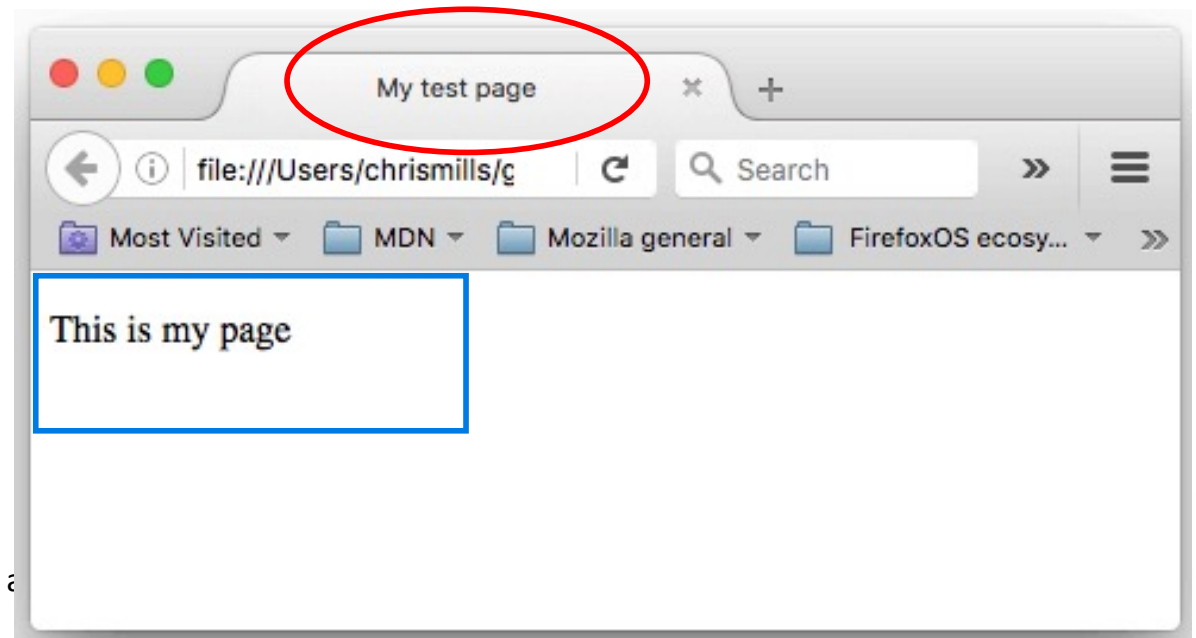 My test page
file:///Users/chrismills/g
Search
Most Visited MDN Mozilla general FirefoxOS ecosy...
This is my page